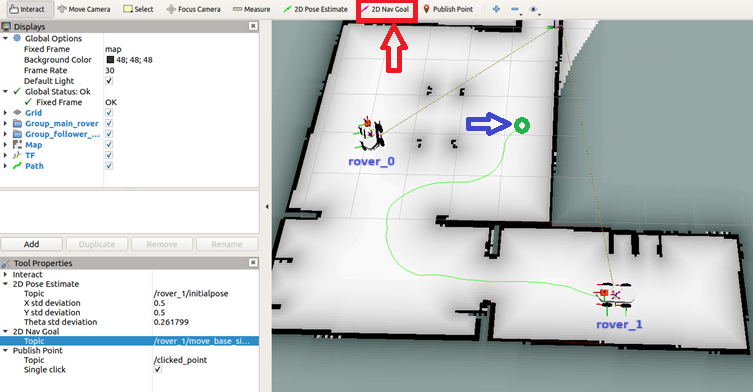 Interact Move Camera Select Focus Camera Measure 2D Pose Estimate 2D Nav Goal Publish Point
Displays
Global Options
Fixed Frame map
Background Color 48; 48; 48
Frame Rate 30
Default Light
Global Status: Ok
Fixed Frame OK
Grid
Group_main_rover
Group_follower_...
Map
TF
Path
Add Duplicate Remove Rename
Tool Properties
Interact
2D Pose Estimate
Topic /rover_1/initialpose
X std deviation 0.5
Y std deviation 0.5
Theta std deviation 0.261799
2D Nav Goal
Topic /rover_1/move_base_si...
Publish Point
Topic /clicked_point
Single click
rover_0
rover_1